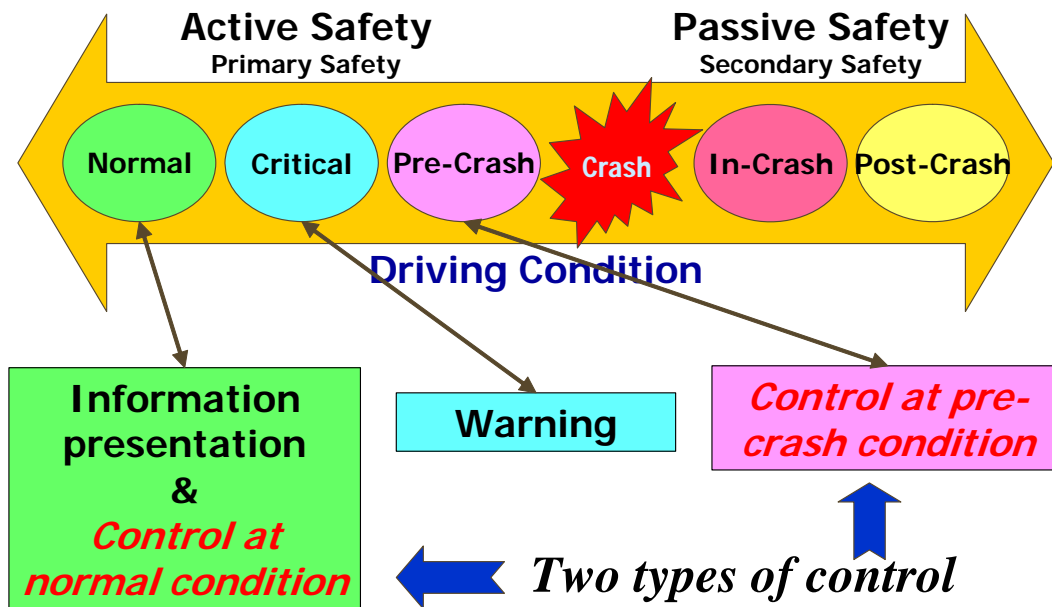 Active Safety
Primary Safety
Passive Safety
Secondary Safety
Normal
Critical
Pre-Crash
Crash
In-Crash
Post-Crash
Driving Condition
Information
presentation
&
Control at
normal condition
Warning
Control at pre-
crash condition
Two types of control